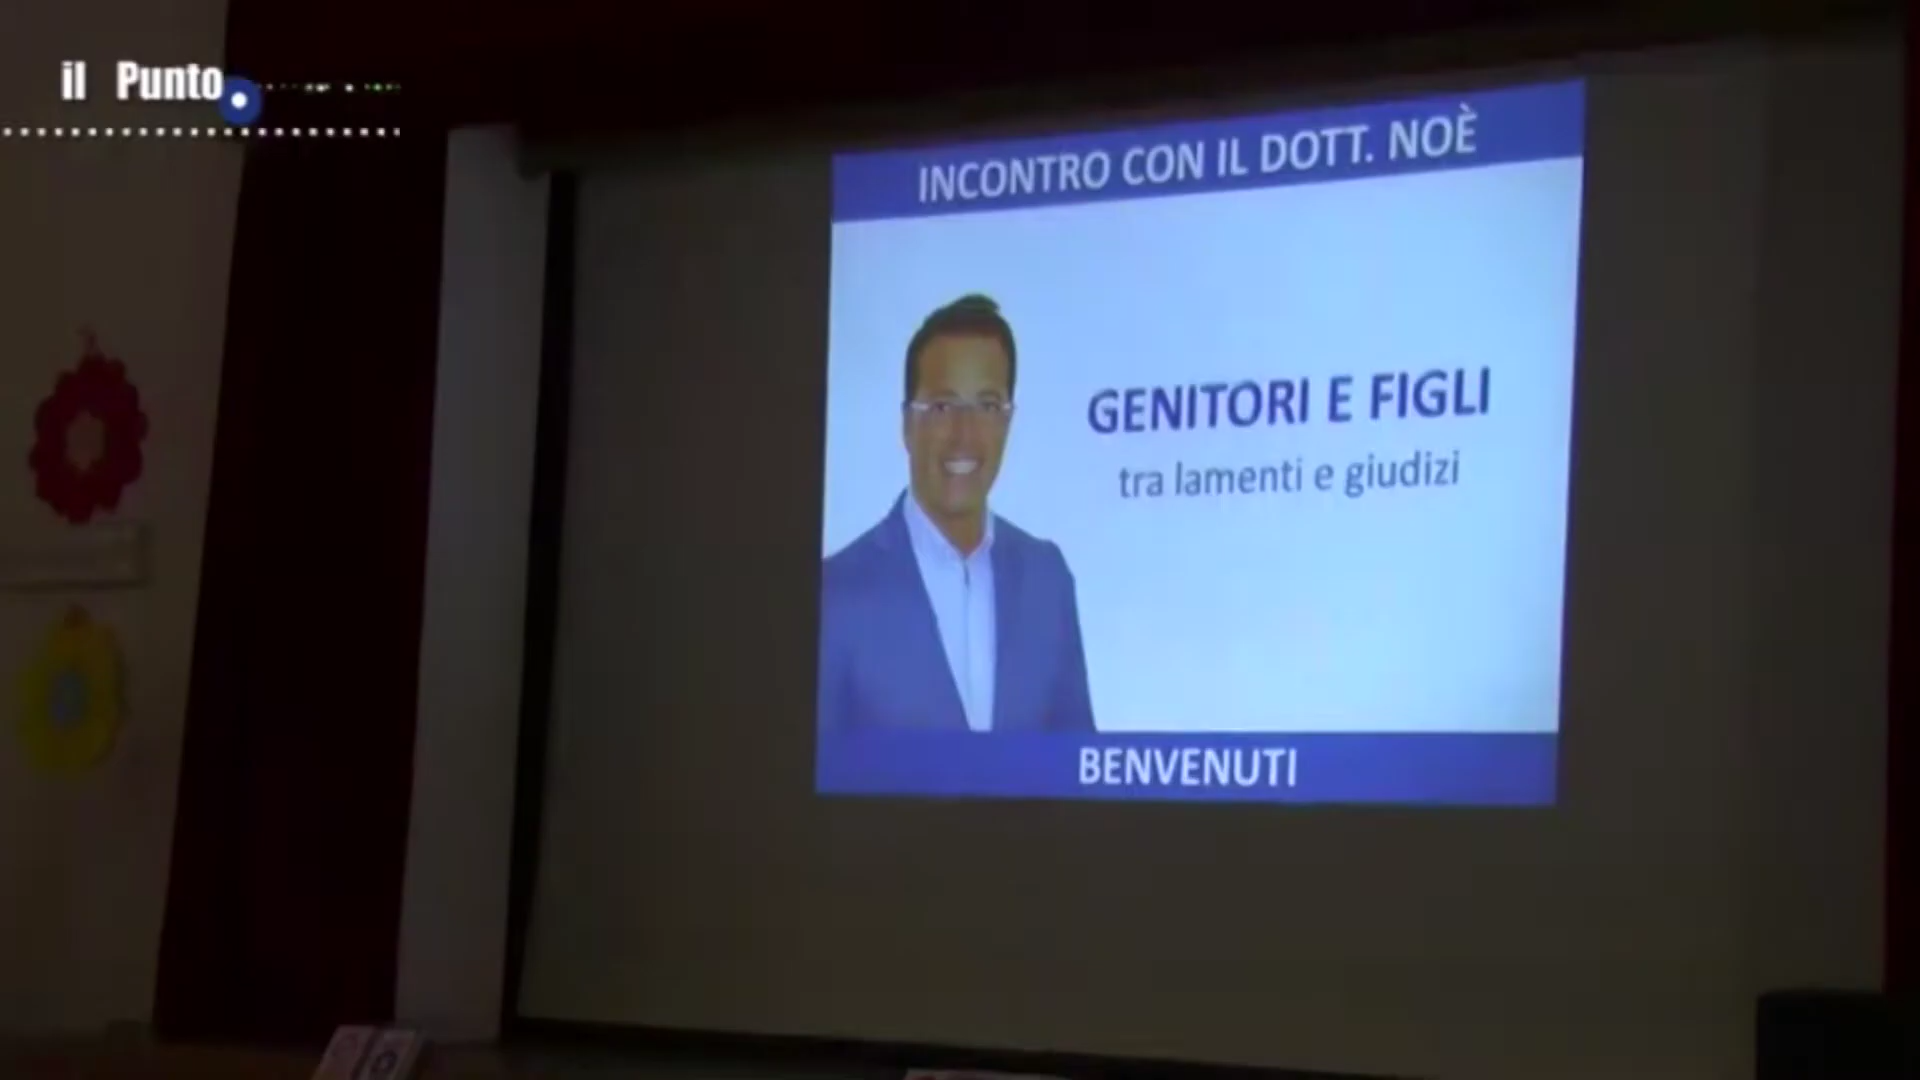 il Punto
INCONTRO CON IL DOTT. NOÈ
GENITORI E FIGLI
tra lamenti e giudizi
BENVENUTI